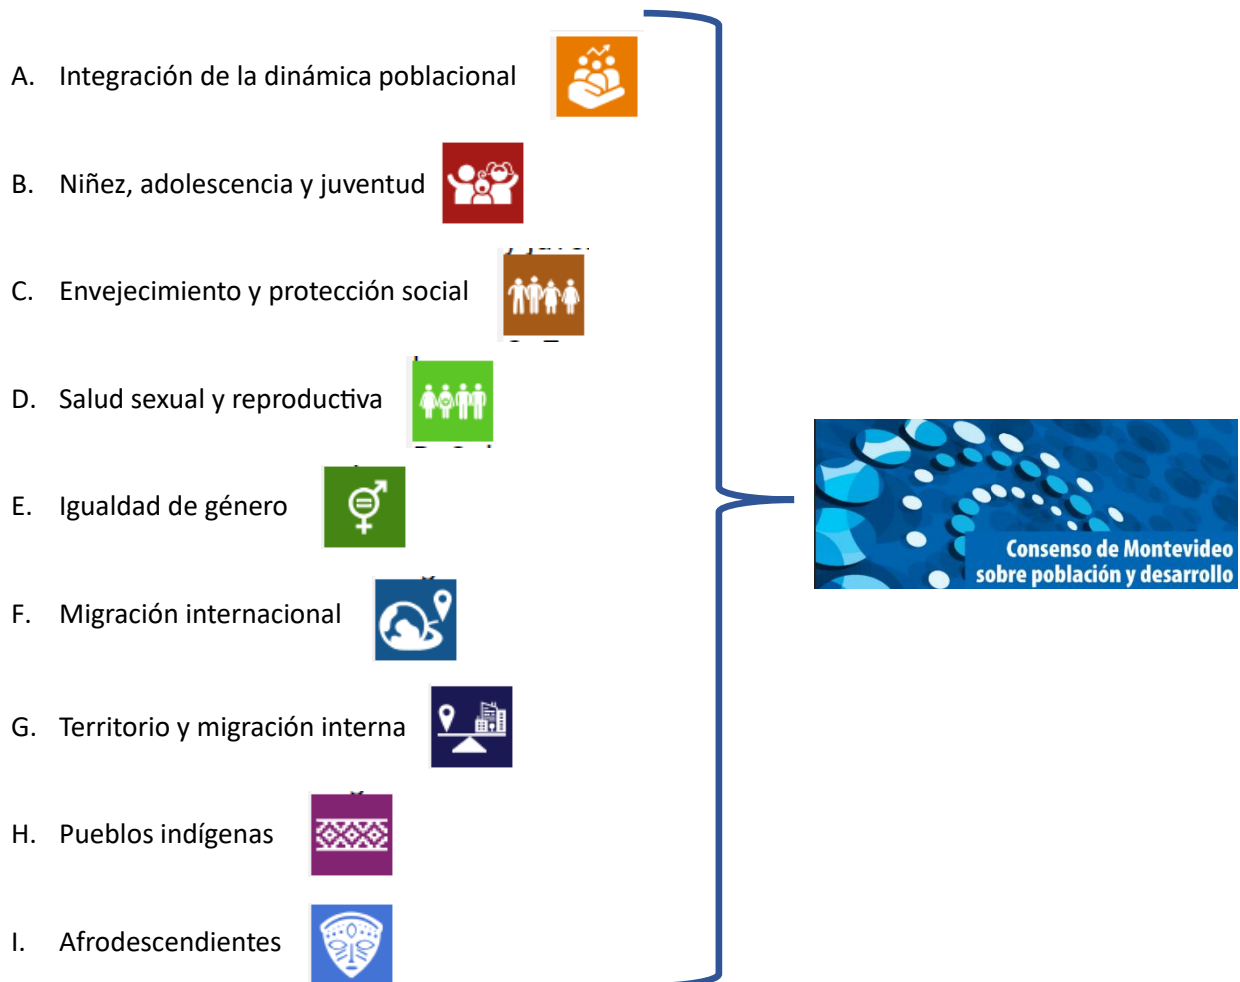 A. Integración de la dinámica poblacional
B. Niñez, adolescencia y juventud
C. Envejecimiento y protección social
D. Salud sexual y reproductiva
E. Igualdad de género
F. Migración internacional
G. Territorio y migración interna
H. Pueblos indígenas
I. Afrodescendientes
Consenso de Montevideo
sobre población y desarrollo